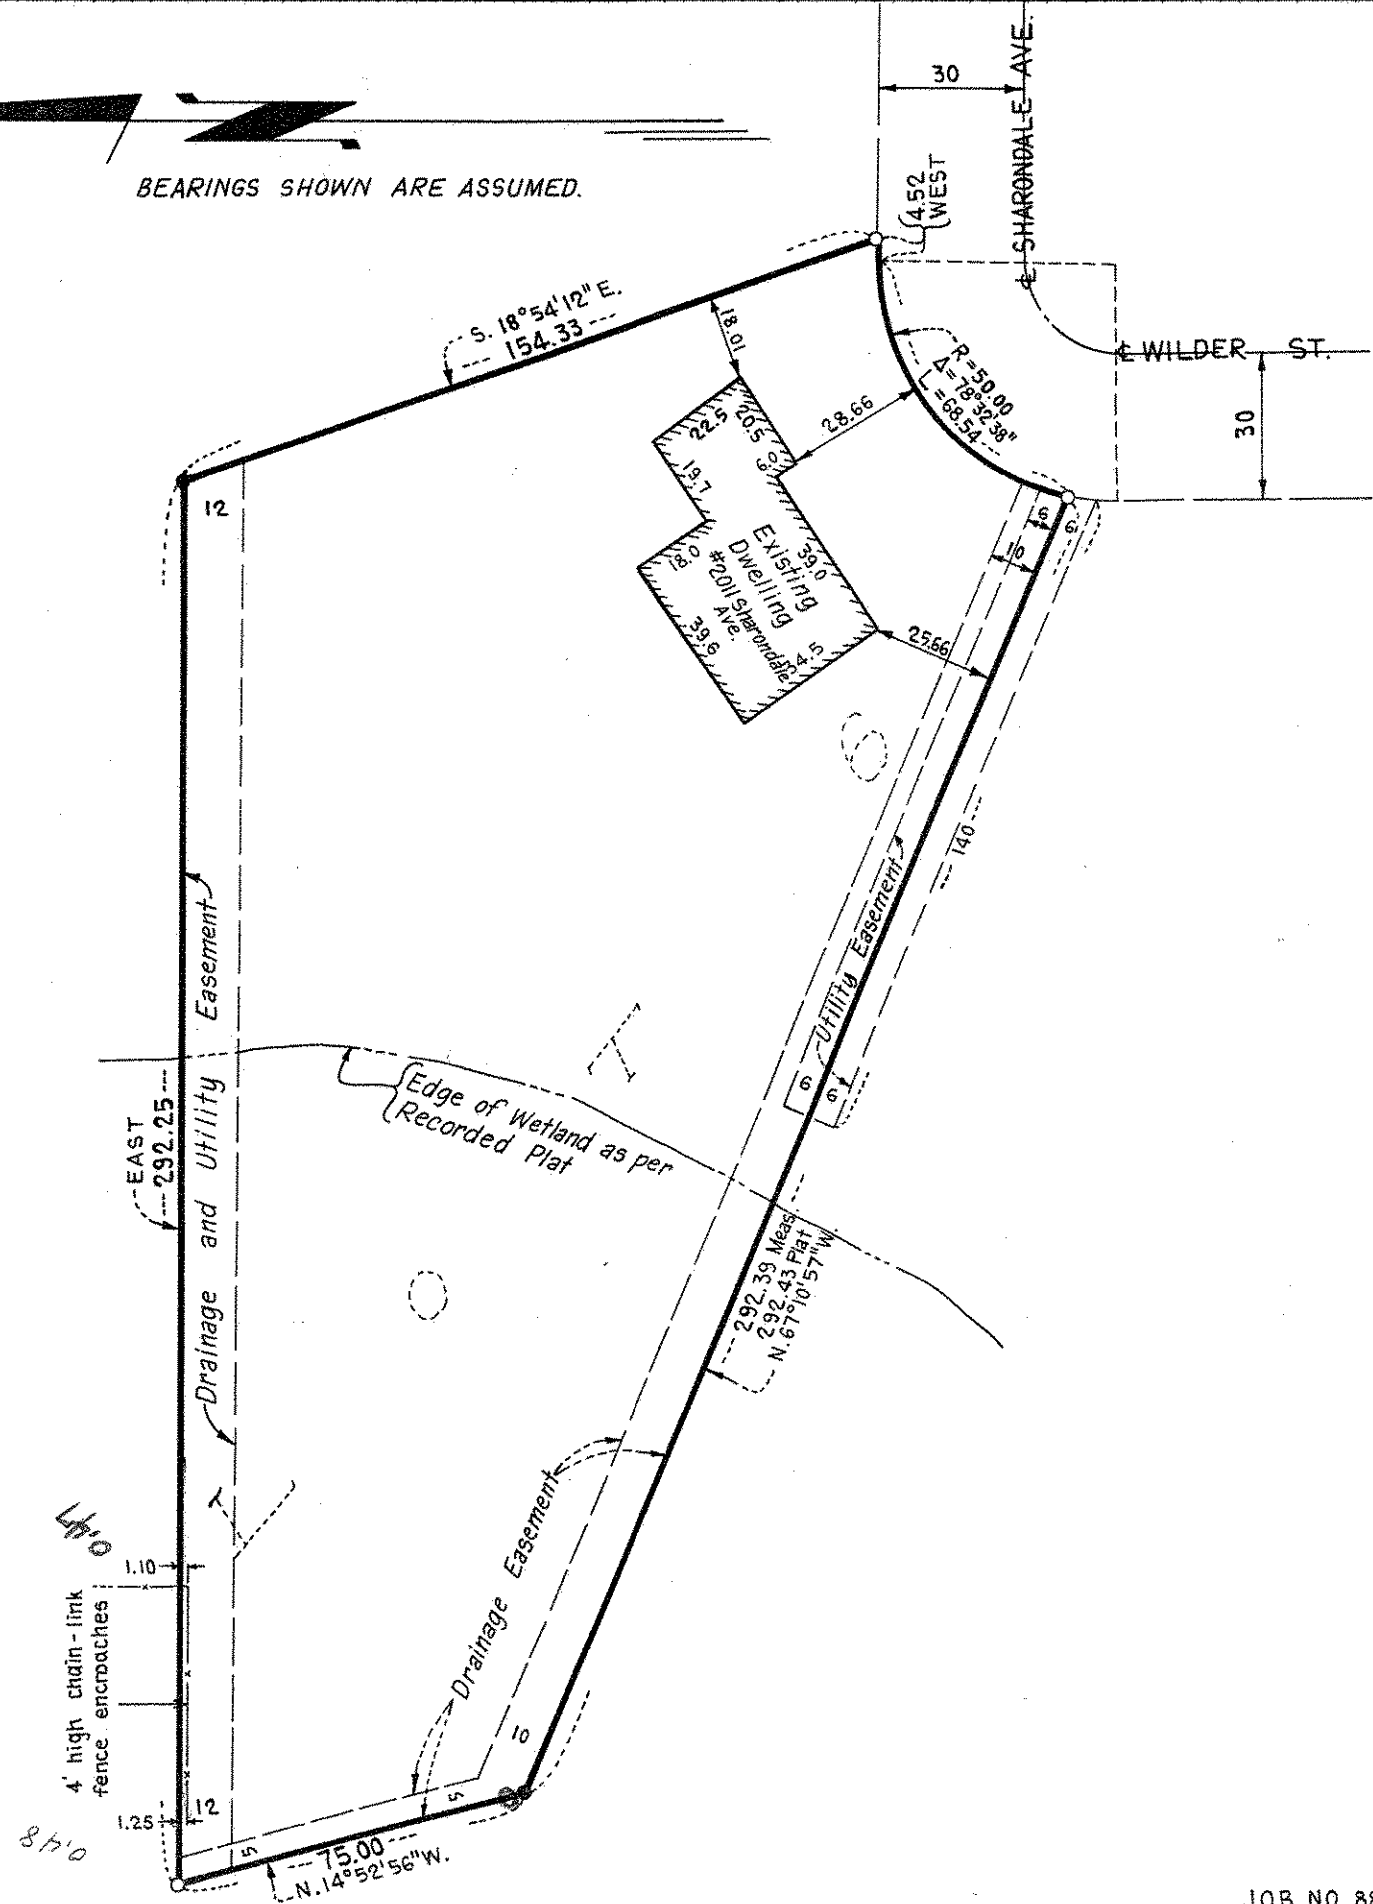 30
℄ SHARONDALE AVE.
BEARINGS SHOWN ARE ASSUMED.
4.52
WEST
S. 18°54'12" E.
154.33
18.01
℄ WILDER ST.
R=50.00
Δ=78°32'38"
L=68.54
30
28.66
22.5
20.5
6.0
19.7
12
18.0
Existing
Dwelling
#2011 Sharondale
Ave.
39.0
39.6
34.5
6
6
10
25.66
140
Utility Easement
6
6
Drainage and Utility Easement
EAST
292.25
Edge of Wetland as per
Recorded Plat
292.39 Meas.
292.43 Plat
N.67°10'57"W.
Drainage Easement
1.10
4' high chain-link
fence encroaches
10
5
12
1.25
0.48
5
75.00
N.14°52'56"W.
JOB NO. 88